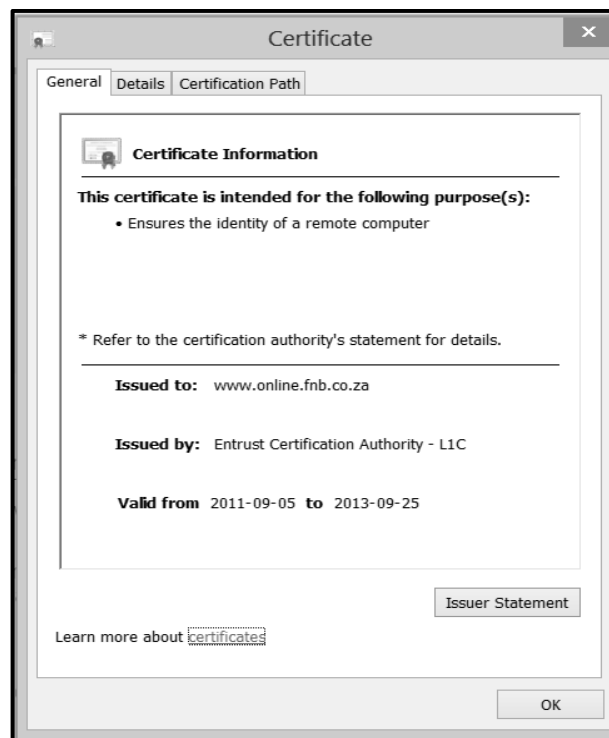 Certificate
×
General Details Certification Path
Certificate Information
This certificate is intended for the following purpose(s):
• Ensures the identity of a remote computer
* Refer to the certification authority's statement for details.
Issued to: www.online.fnb.co.za
Issued by: Entrust Certification Authority - L1C
Valid from 2011-09-05 to 2013-09-25
Issuer Statement
Learn more about certificates
OK